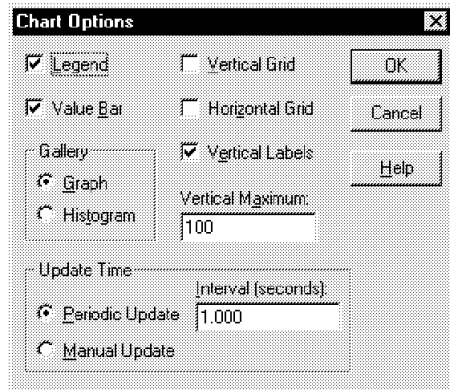 Chart Options
Legend
Vertical Grid
OK
Value Bar
Horizontal Grid
Cancel
Gallery
Vertical Labels
Help
Graph
Histogram
Vertical Maximum:
100
Update Time
Interval (seconds):
Periodic Update
1.000
Manual Update